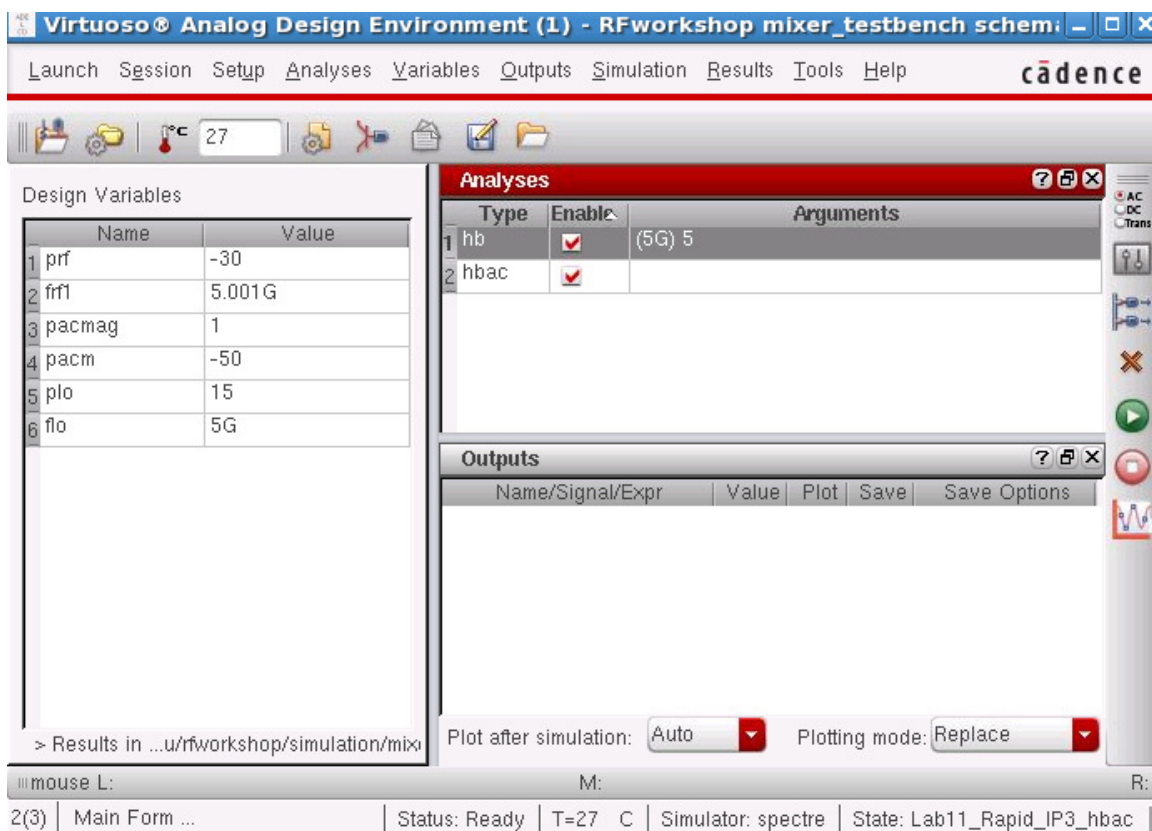 Virtuoso® Analog Design Environment (1) - RFworkshop mixer_testbench schem
Launch Session Setup Analyses Variables Outputs Simulation Results Tools Help cādence
°C 27
Design Variables
Name Value
1 prf -30
2 frf1 5.001G
3 pacmag 1
4 pacm -50
5 plo 15
6 flo 5G
> Results in ...u/rfworkshop/simulation/mix
Analyses
Type Enable Arguments
1 hb (5G) 5
2 hbac
Outputs
Name/Signal/Expr Value Plot Save Save Options
Plot after simulation: Auto Plotting mode: Replace
AC
DC
Trans
mouse L: M: R:
2(3) Main Form ... Status: Ready T=27 C Simulator: spectre State: Lab11_Rapid_IP3_hbac